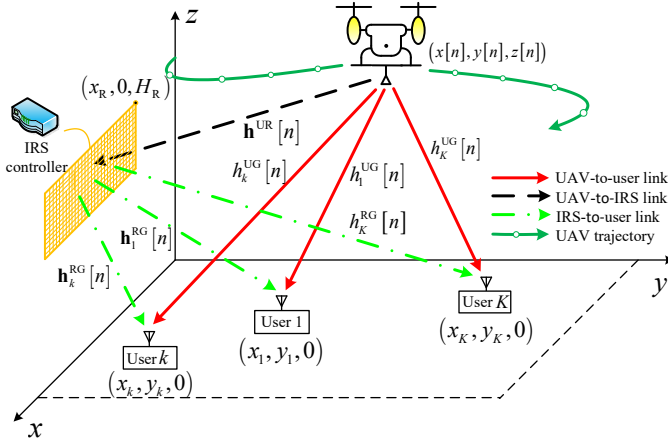 z
(x[n], y[n], z[n])
(x_R, 0, H_R)
IRS
controller
h^UR[n]
h_k^UG[n]
h_1^UG[n]
h_K^UG[n]
UAV-to-user link
UAV-to-IRS link
IRS-to-user link
UAV trajectory
h_K^RG[n]
h_1^RG[n]
h_k^RG[n]
y
User K
(x_K, y_K, 0)
User 1
(x_1, y_1, 0)
User k
(x_k, y_k, 0)
x